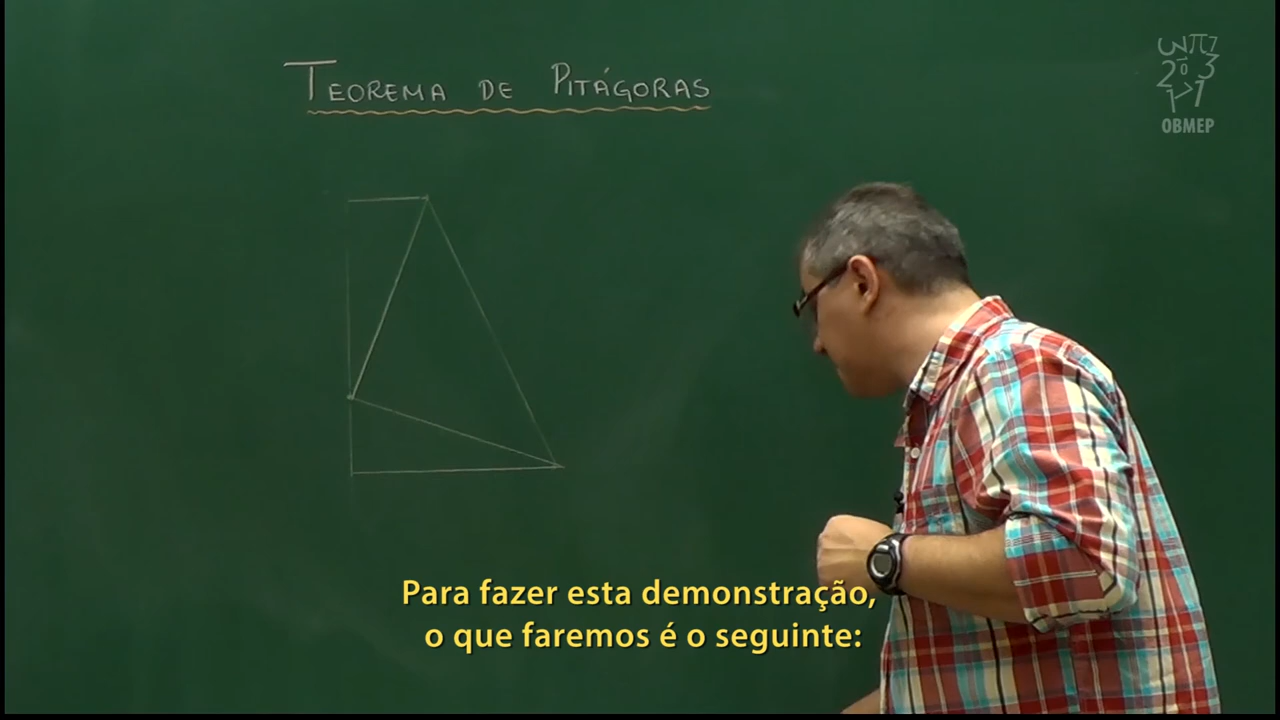 TEOREMA DE PITÁGORAS
OBMEP
Para fazer esta demonstração,
o que faremos é o seguinte: